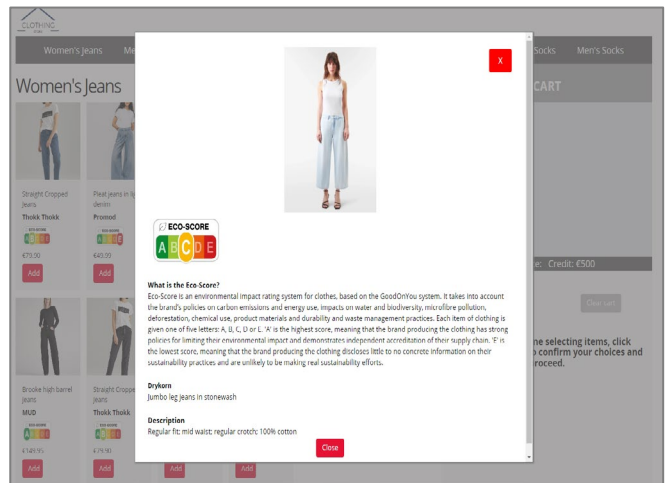 CLOTHING
Women's Jeans
Socks Men's Socks
Women's Jeans
CART
X
Straight Cropped
Jeans
Thokk Thokk
ECO-SCORE
€79.90
Add
Pleat jeans in
denim
Promod
€49.99
Add
ECO-SCORE
A B C D E
What is the Eco-Score?
Eco-Score is an environmental impact rating system for clothes, based on the GoodOnYou system. It takes into account
the brand's policies on carbon emissions and energy use, impacts on water and biodiversity, microfibre pollution,
deforestation, chemical use, product materials and durability and waste management practices. Each item of clothing is
given one of five letters: A, B, C, D or E. 'A' is the highest score, meaning that the brand producing the clothing has strong
policies for limiting their environmental impact and demonstrates independent accreditation of their supply chain. 'E' is
the lowest score, meaning that the brand producing the clothing discloses little to no concrete information on their
sustainability practices and are unlikely to be making real sustainability efforts.
Drykorn
Jumbo leg jeans in stonewash
Description
Regular fit; mid waist; regular crotch; 100% cotton
Close
Credit: €500
Clear cart
ne selecting items, click
confirm your choices and
roceed.
Brooke high barrel
jeans
MUD
€149.95
Add
Straight Croppe
jeans
Thokk Thokk
€79.90
Add
Add
Add